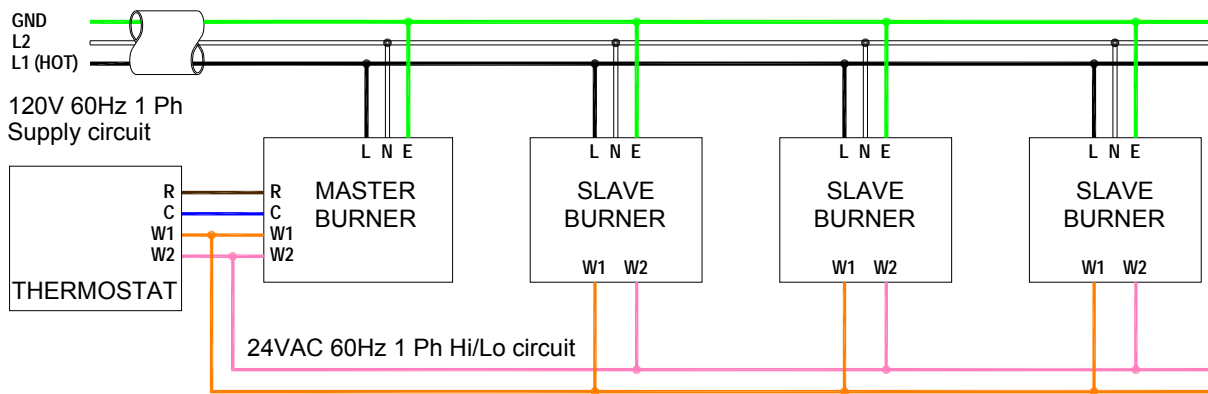 GND
L2
L1 (HOT)
120V 60Hz 1 Ph
Supply circuit
L N E
MASTER
BURNER
R
C
W1
W2
L N E
SLAVE
BURNER
W1 W2
L N E
SLAVE
BURNER
W1 W2
L N E
SLAVE
BURNER
W1 W2
R
C
W1
W2
THERMOSTAT
24VAC 60Hz 1 Ph Hi/Lo circuit